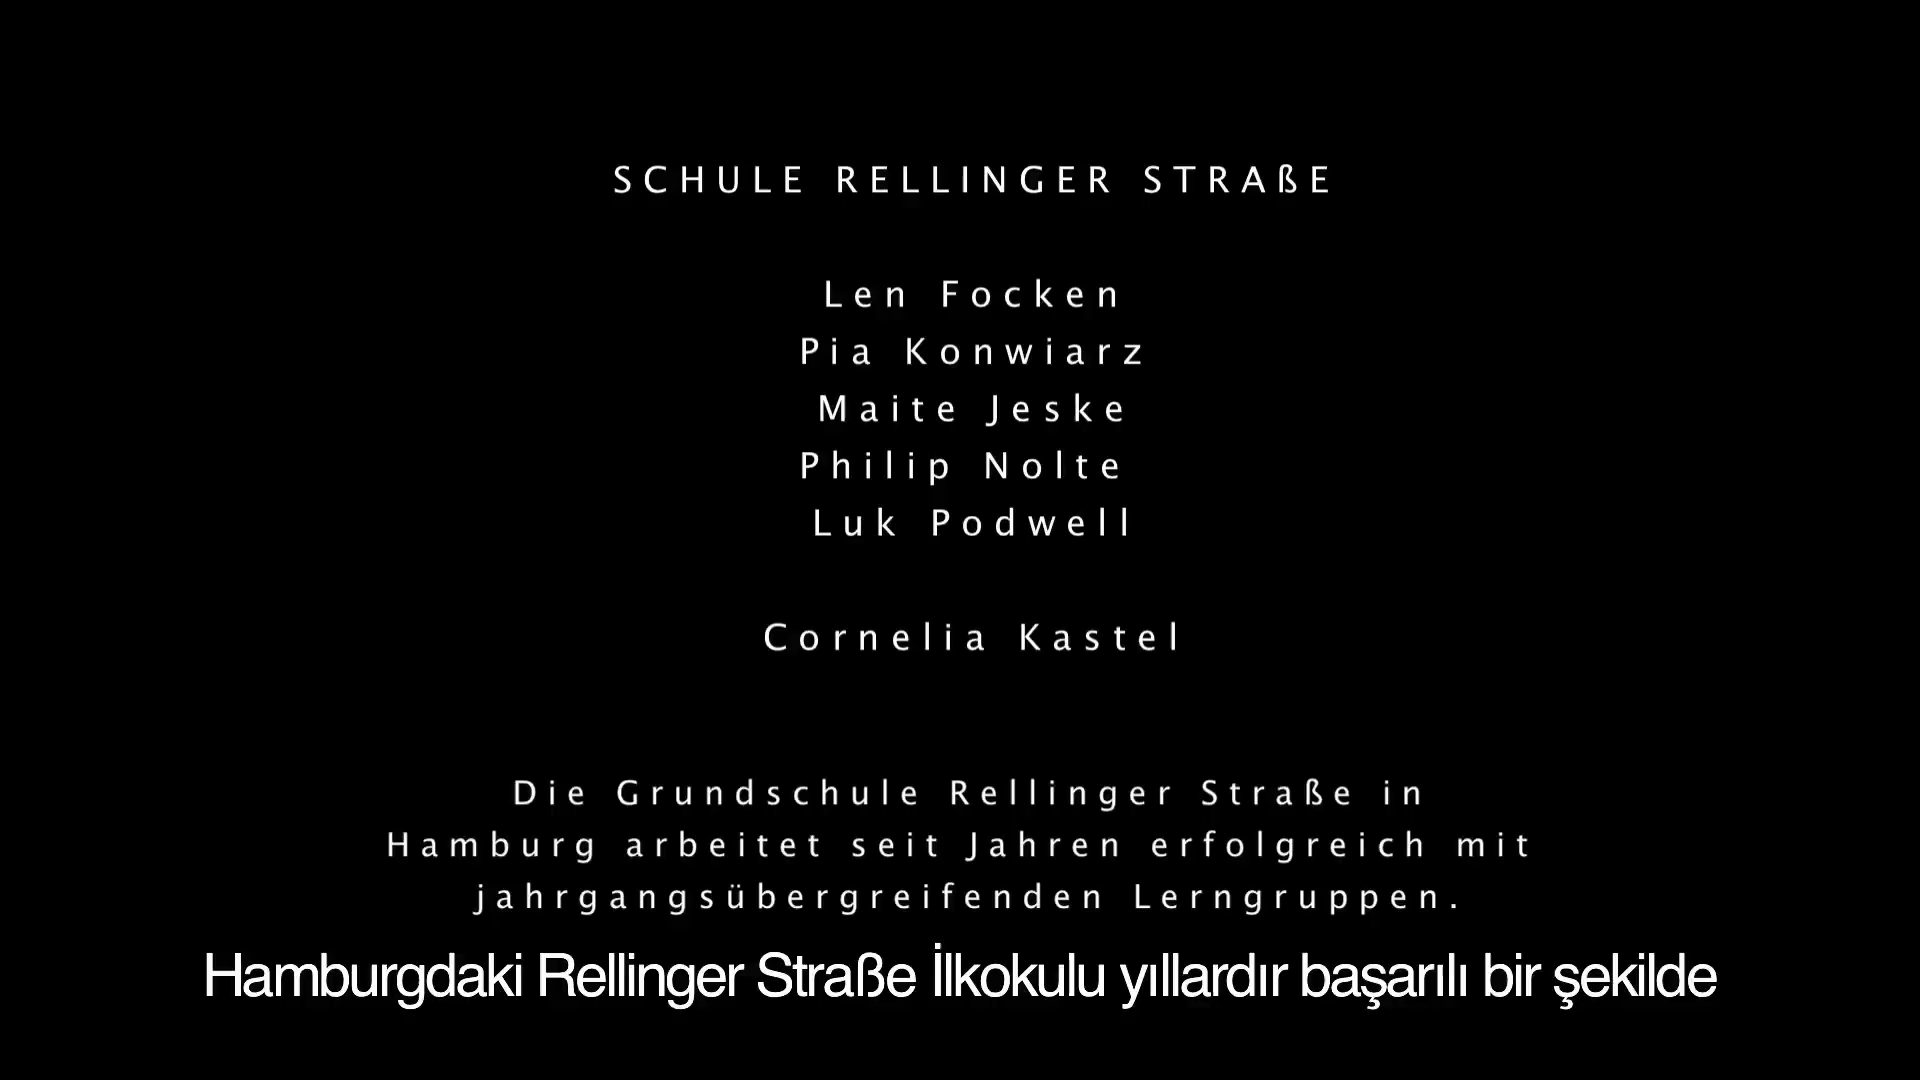 SCHULE RELLINGER STRAßE
Len Focken
Pia Konwiarz
Maite Jeske
Philip Nolte
Luk Podwell
Cornelia Kastel
Die Grundschule Rellinger Straße in
Hamburg arbeitet seit Jahren erfolgreich mit
jahrgangsübergreifenden Lerngruppen.
Hamburgdaki Rellinger Straße İlkokulu yıllardır başarılı bir şekilde